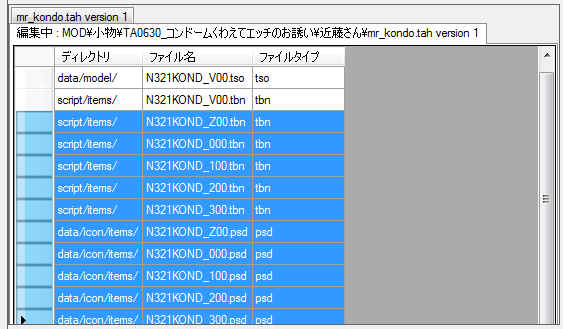 mr_kondo.tah version 1
編集中 : MOD¥小物¥TA0630_コンドームくわえてエッチのお誘い¥近藤さん¥mr_kondo.tah version 1
ディレクトリ ファイル名 ファイルタイプ
data/model/ N321KOND_V00.tso tso
script/items/ N321KOND_V00.tbn tbn
script/items/ N321KOND_Z00.tbn tbn
script/items/ N321KOND_000.tbn tbn
script/items/ N321KOND_100.tbn tbn
script/items/ N321KOND_200.tbn tbn
script/items/ N321KOND_300.tbn tbn
data/icon/items/ N321KOND_Z00.psd psd
data/icon/items/ N321KOND_000.psd psd
data/icon/items/ N321KOND_100.psd psd
data/icon/items/ N321KOND_200.psd psd
data/icon/items/ N321KOND_300.psd psd